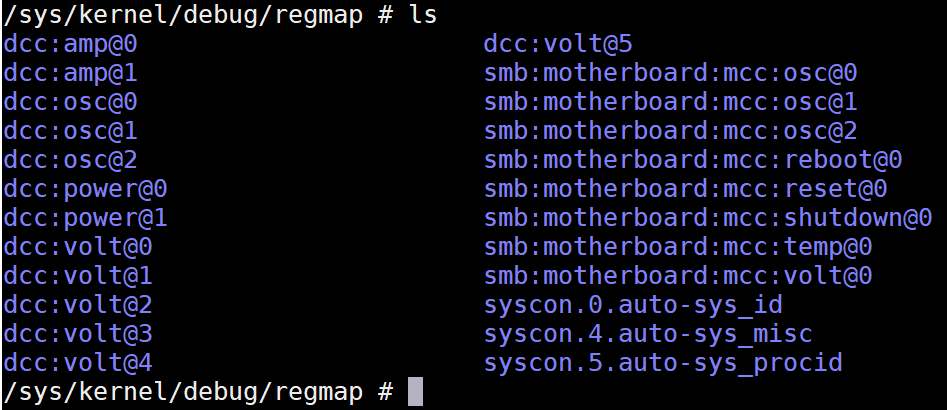 /sys/kernel/debug/regmap # ls
dcc:amp@0 dcc:volt@5
dcc:amp@1 smb:motherboard:mcc:osc@0
dcc:osc@0 smb:motherboard:mcc:osc@1
dcc:osc@1 smb:motherboard:mcc:osc@2
dcc:osc@2 smb:motherboard:mcc:reboot@0
dcc:power@0 smb:motherboard:mcc:reset@0
dcc:power@1 smb:motherboard:mcc:shutdown@0
dcc:volt@0 smb:motherboard:mcc:temp@0
dcc:volt@1 smb:motherboard:mcc:volt@0
dcc:volt@2 syscon.0.auto-sys_id
dcc:volt@3 syscon.4.auto-sys_misc
dcc:volt@4 syscon.5.auto-sys_procid
/sys/kernel/debug/regmap #